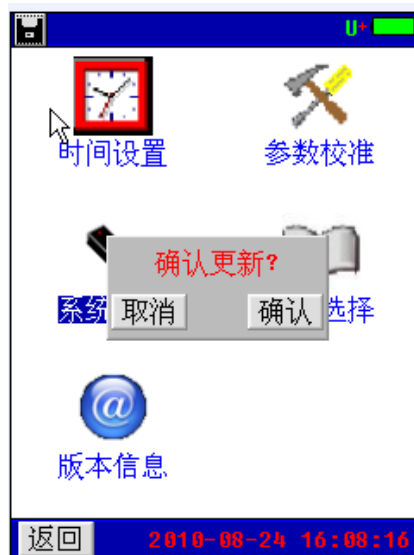 U+
时间设置
参数校准
确认更新?
系统
取消
确认
选择
@
版本信息
返回
2010-08-24 16:08:16